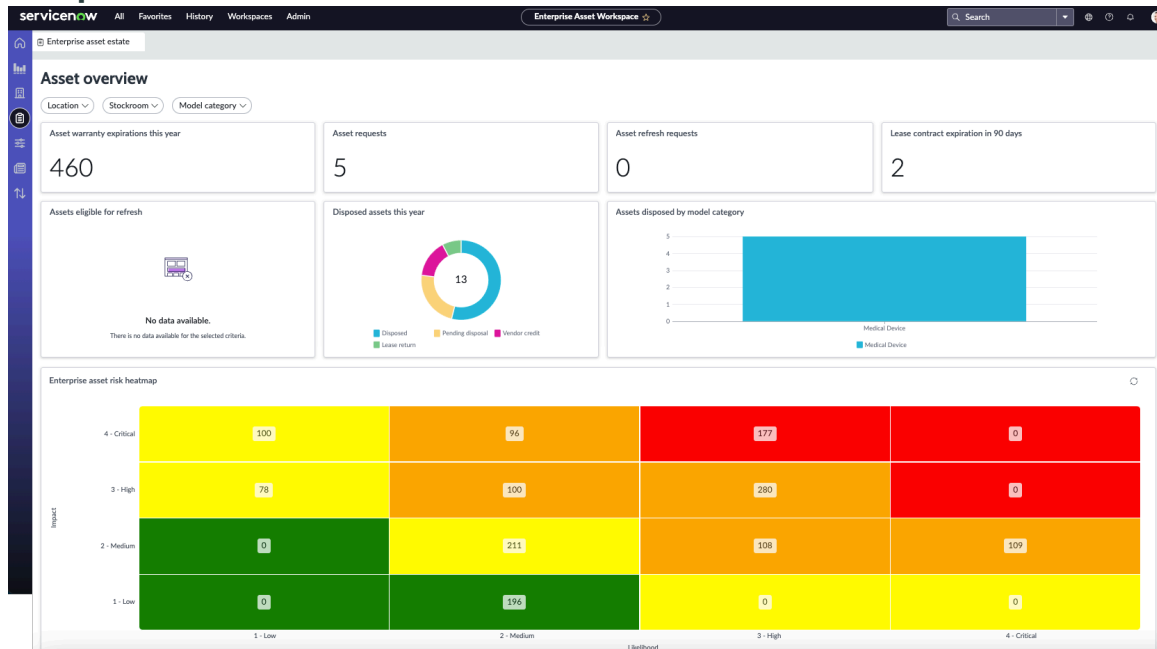 servicenow All Favorites History Workspaces Admin Enterprise Asset Workspace ☆ Search
Enterprise asset estate
Asset overview
Location Stockroom Model category
Asset warranty expirations this year
460
Asset requests
5
Asset refresh requests
0
Lease contract expiration in 90 days
2
Assets eligible for refresh
No data available.
There is no data available for the selected criteria.
Disposed assets this year
13
Disposed Pending disposal Vendor credit
Lease return
Assets disposed by model category
5
4
3
2
1
0
Medical Device
Medical Device
Enterprise asset risk heatmap
Impact
4 - Critical 100 96 177 0
3 - High 78 100 280 0
2 - Medium 0 211 108 109
1 - Low 0 196 0 0
1 - Low 2 - Medium 3 - High 4 - Critical
Likelihood